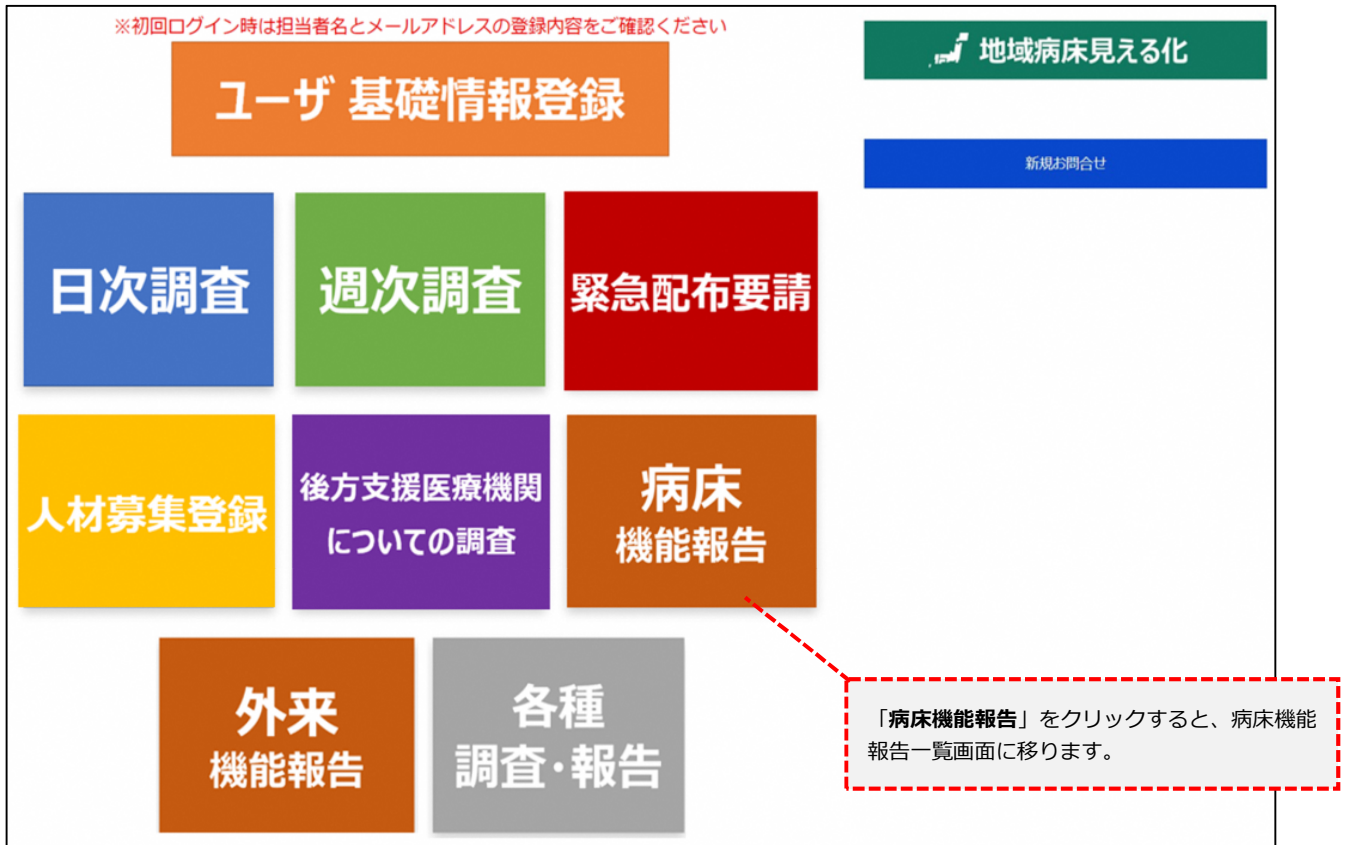 ※初回ログイン時は担当者名とメールアドレスの登録内容をご確認ください
ユーザ 基礎情報登録
地域病床見える化
新規お問合せ
日次調査
週次調査
緊急配布要請
人材募集登録
後方支援医療機関
についての調査
病床
機能報告
外来
機能報告
各種
調査・報告
「病床機能報告」をクリックすると、病床機能
報告一覧画面に移ります。